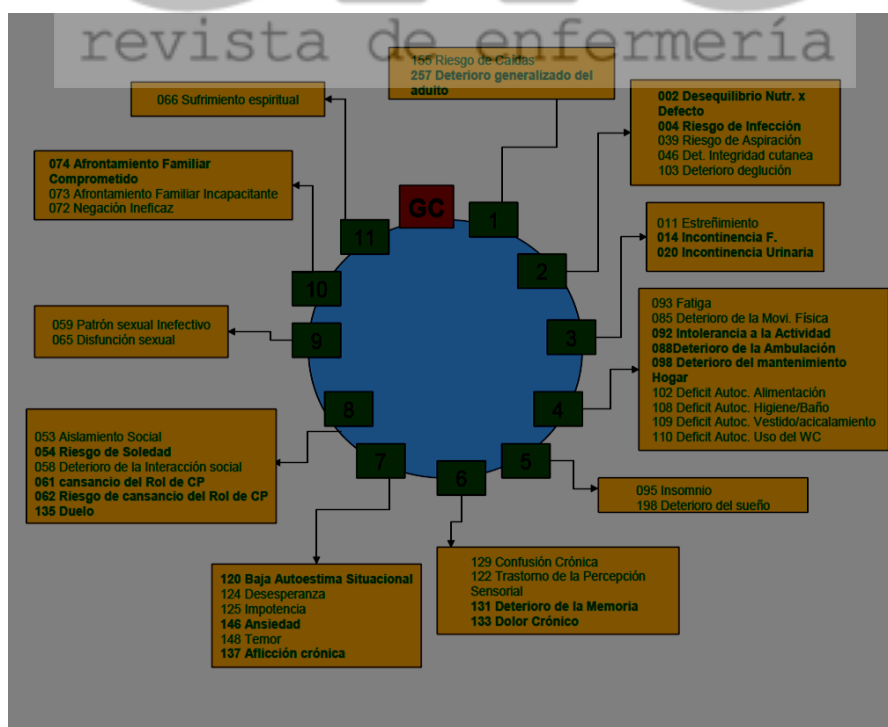 revista de enfermería
155 Riesgo de Caídas
257 Deterioro generalizado del
adulto
066 Sufrimiento espiritual
002 Desequilibrio Nutr. x
Defecto
004 Riesgo de Infección
039 Riesgo de Aspiración
046 Det. Integridad cutanea
103 Deterioro deglución
074 Afrontamiento Familiar
Comprometido
073 Afrontamiento Familiar Incapacitante
072 Negación Ineficaz
GC
1
11
2
10
3
9
4
8
5
7
6
011 Estreñimiento
014 Incontinencia F.
020 Incontinencia Urinaria
059 Patrón sexual Inefectivo
065 Disfunción sexual
093 Fatiga
085 Deterioro de la Movi. Física
092 Intolerancia a la Actividad
088Deterioro de la Ambulación
098 Deterioro del mantenimiento
Hogar
102 Deficit Autoc. Alimentación
108 Deficit Autoc. Higiene/Baño
109 Deficit Autoc. Vestido/acicalamiento
110 Deficit Autoc. Uso del WC
053 Aislamiento Social
054 Riesgo de Soledad
058 Deterioro de la Interacción social
061 cansancio del Rol de CP
062 Riesgo de cansancio del Rol de CP
135 Duelo
095 Insomnio
198 Deterioro del sueño
120 Baja Autoestima Situacional
124 Desesperanza
125 Impotencia
146 Ansiedad
148 Temor
137 Aflicción crónica
129 Confusión Crónica
122 Trastorno de la Percepción
Sensorial
131 Deterioro de la Memoria
133 Dolor Crónico